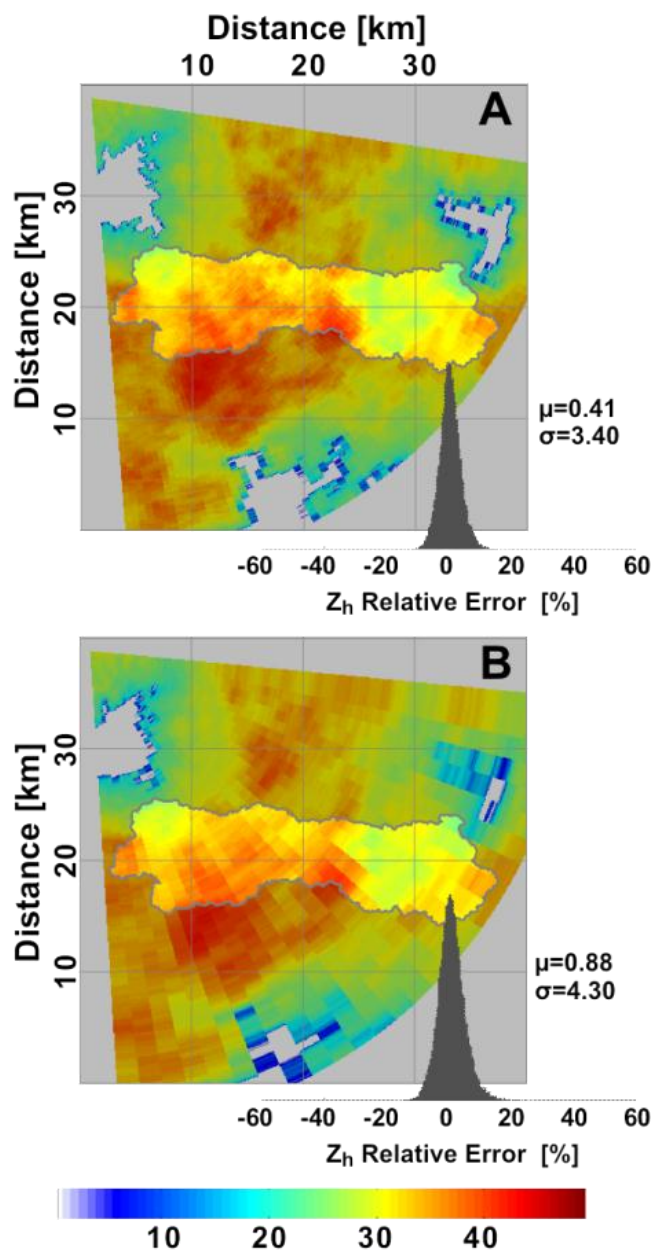 Distance [km]
10 20 30
A
Distance [km]
30
20
10
μ=0.41
σ=3.40
-60 -40 -20 0 20 40 60
Zh Relative Error [%]
B
Distance [km]
30
20
10
μ=0.88
σ=4.30
-60 -40 -20 0 20 40 60
Zh Relative Error [%]
10 20 30 40